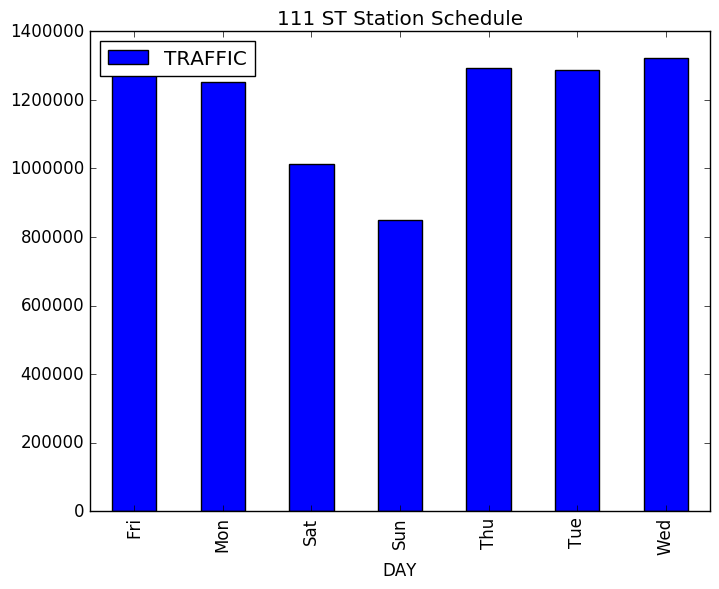 111 ST Station Schedule
TRAFFIC
1400000
1200000
1000000
800000
600000
400000
200000
0
Fri
Mon
Sat
Sun
Thu
Tue
Wed
DAY